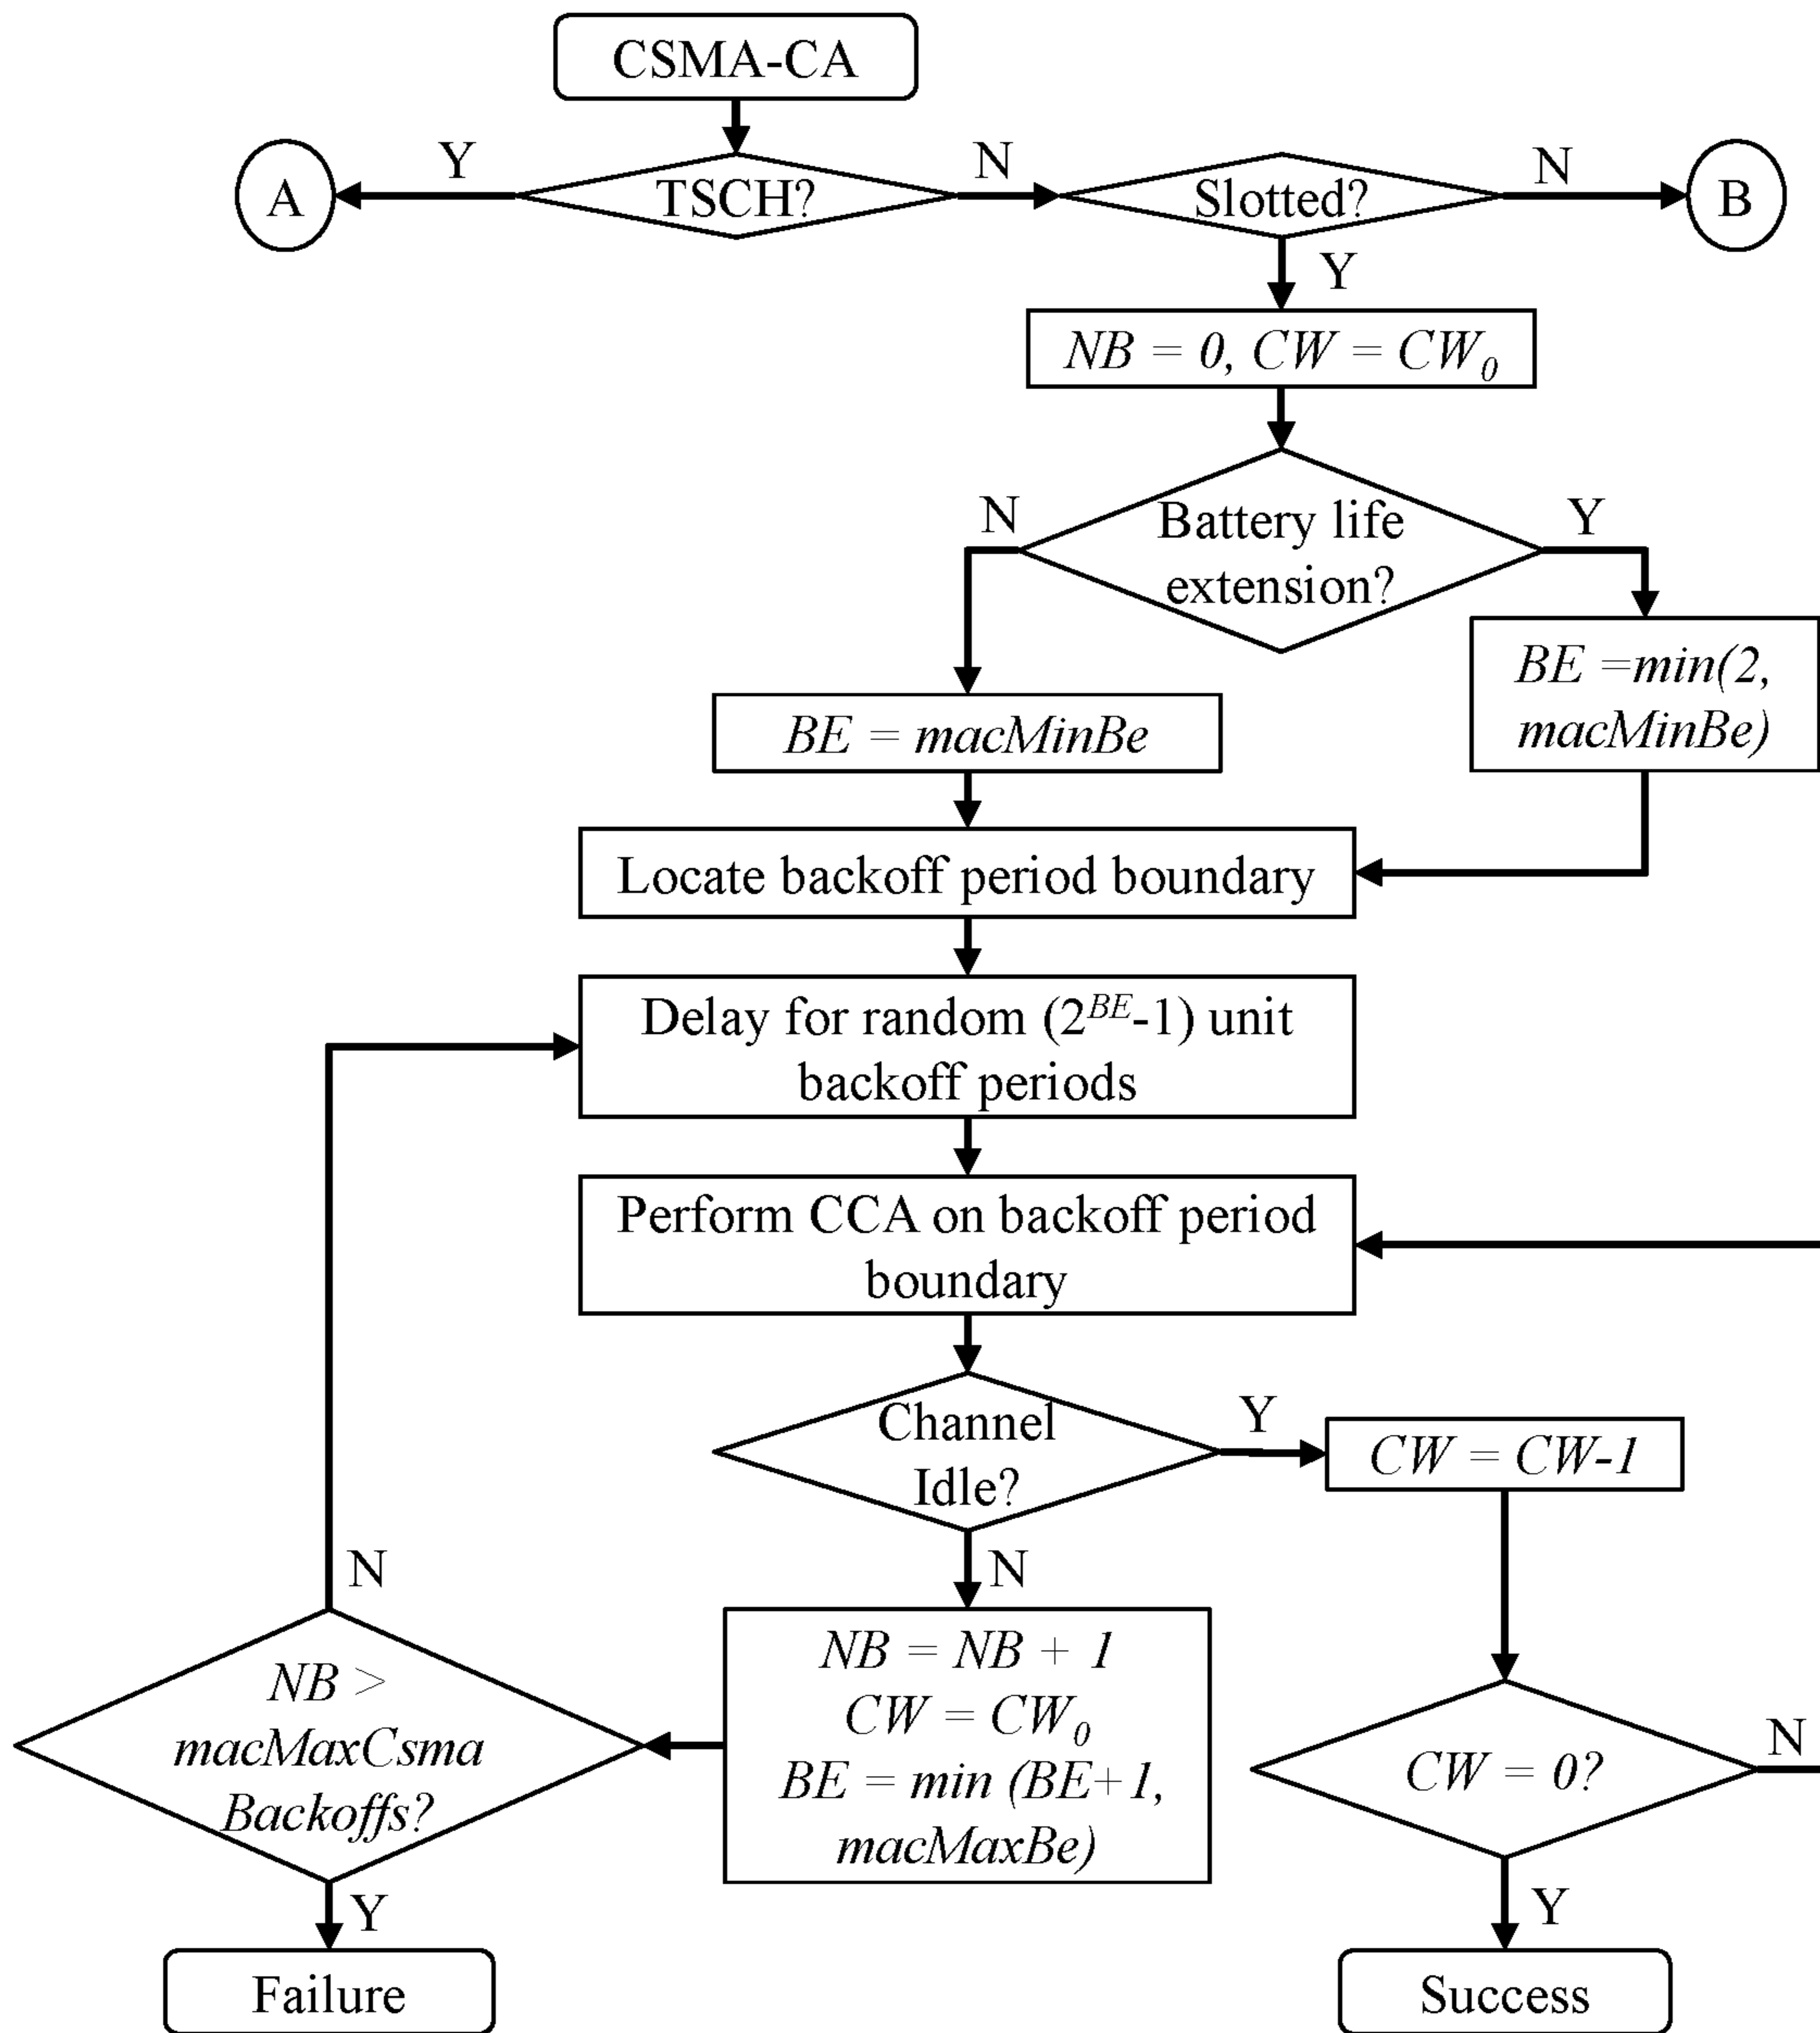 CSMA-CA
Y
N
N
A
TSCH?
Slotted?
B
Y
NB = 0, CW = CW₀
N
Battery life
extension?
Y
BE =min(2,
macMinBe)
BE = macMinBe
Locate backoff period boundary
Delay for random (2^BE-1) unit
backoff periods
Perform CCA on backoff period
boundary
Channel
Idle?
Y
CW = CW-1
N
N
NB = NB + 1
CW = CW₀
BE = min (BE+1,
macMaxBe)
NB >
macMaxCsma
Backoffs?
CW = 0?
N
Y
Y
Failure
Success